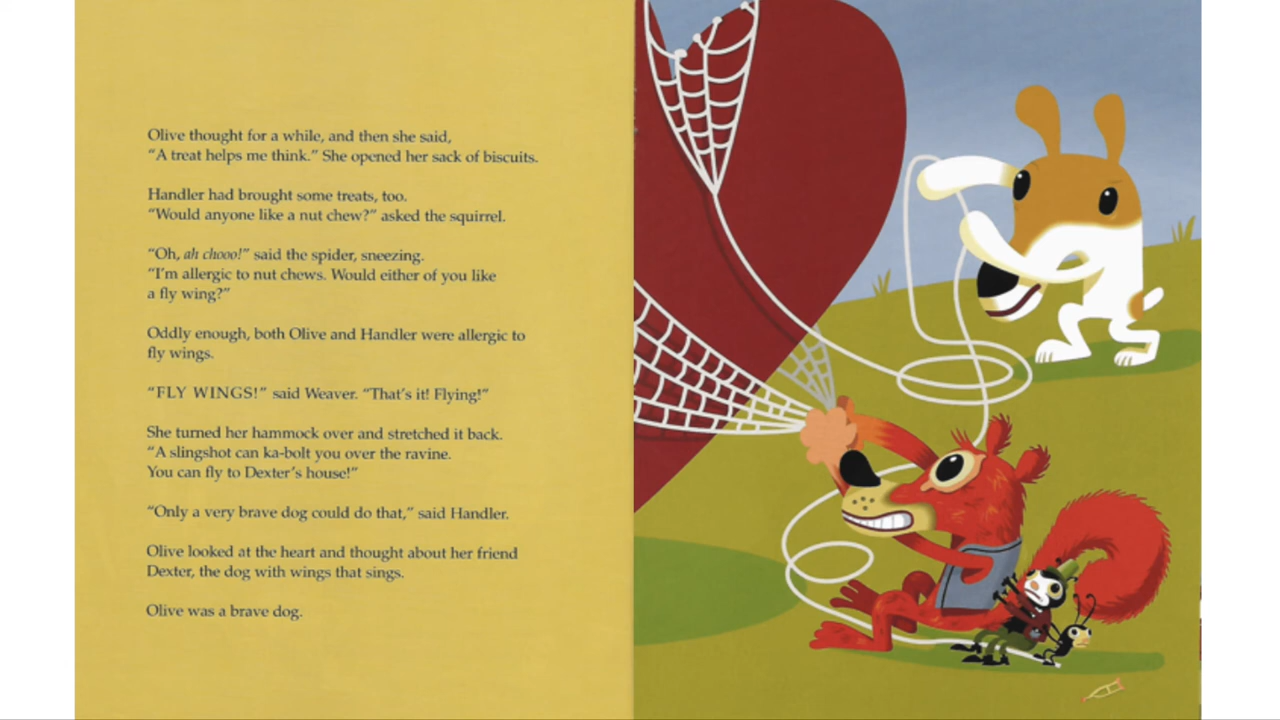 Olive thought for a while, and then she said,
“A treat helps me think.” She opened her sack of biscuits.
Handler had brought some treats, too.
“Would anyone like a nut chew?” asked the squirrel.
“Oh, ah chooo!” said the spider, sneezing.
“I’m allergic to nut chews. Would either of you like
a fly wing?”
Oddly enough, both Olive and Handler were allergic to
fly wings.
“FLY WINGS!” said Weaver. “That’s it! Flying!”
She turned her hammock over and stretched it back.
“A slingshot can ka-bolt you over the ravine.
You can fly to Dexter’s house!”
“Only a very brave dog could do that,” said Handler.
Olive looked at the heart and thought about her friend
Dexter, the dog with wings that sings.
Olive was a brave dog.